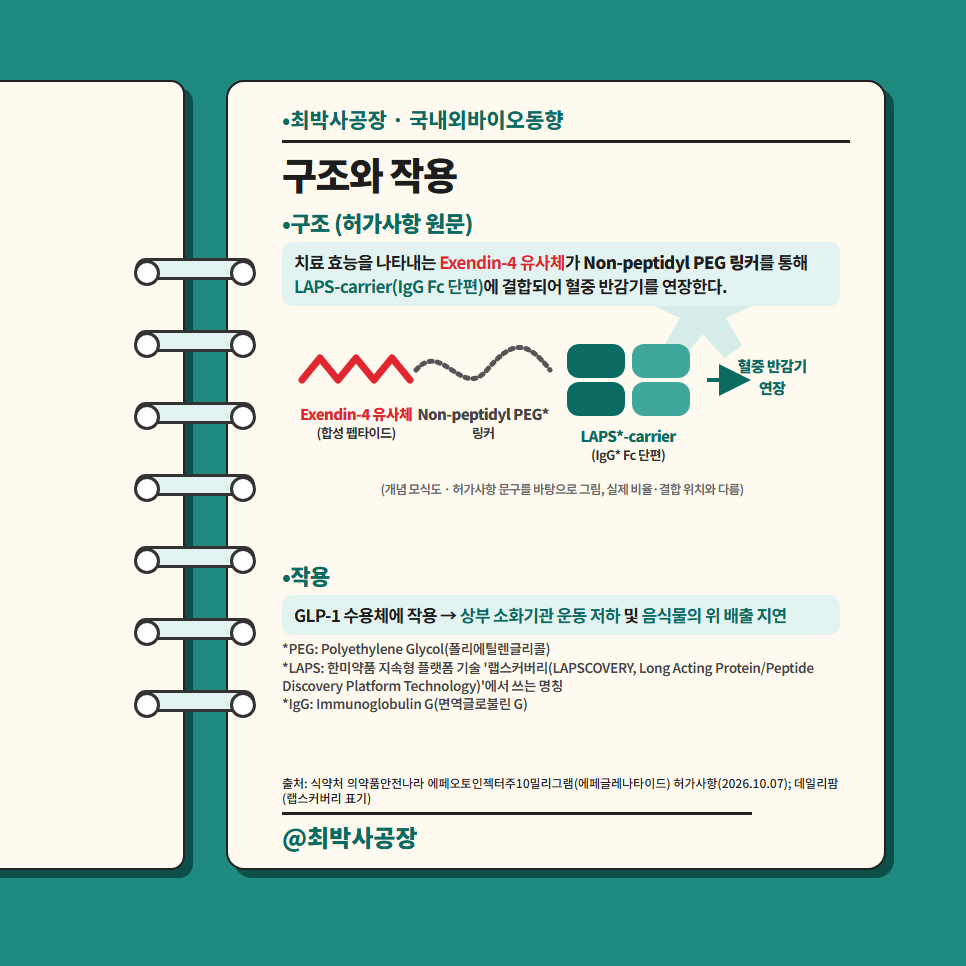 •최박사공장 · 국내외바이오동향
구조와 작용
•구조 (허가사항 원문)
치료 효능을 나타내는 Exendin-4 유사체가 Non-peptidyl PEG 링커를 통해
LAPS-carrier(IgG Fc 단편)에 결합되어 혈중 반감기를 연장한다.
혈중 반감기
연장
Exendin-4 유사체 Non-peptidyl PEG*
(합성 펩타이드) 링커
LAPS*-carrier
(IgG* Fc 단편)
(개념 모식도 · 허가사항 문구를 바탕으로 그림, 실제 비율·결합 위치와 다름)
•작용
GLP-1 수용체에 작용 → 상부 소화기관 운동 저하 및 음식물의 위 배출 지연
*PEG: Polyethylene Glycol(폴리에틸렌글리콜)
*LAPS: 한미약품 지속형 플랫폼 기술 '랩스커버리(LAPSCOVERY, Long Acting Protein/Peptide
Discovery Platform Technology)'에서 쓰는 명칭
*IgG: Immunoglobulin G(면역글로불린 G)
출처: 식약처 의약품안전나라 에페오토인젝터주10밀리그램(에페글레나타이드) 허가사항(2026.10.07); 데일리팜
(랩스커버리 표기)
@최박사공장